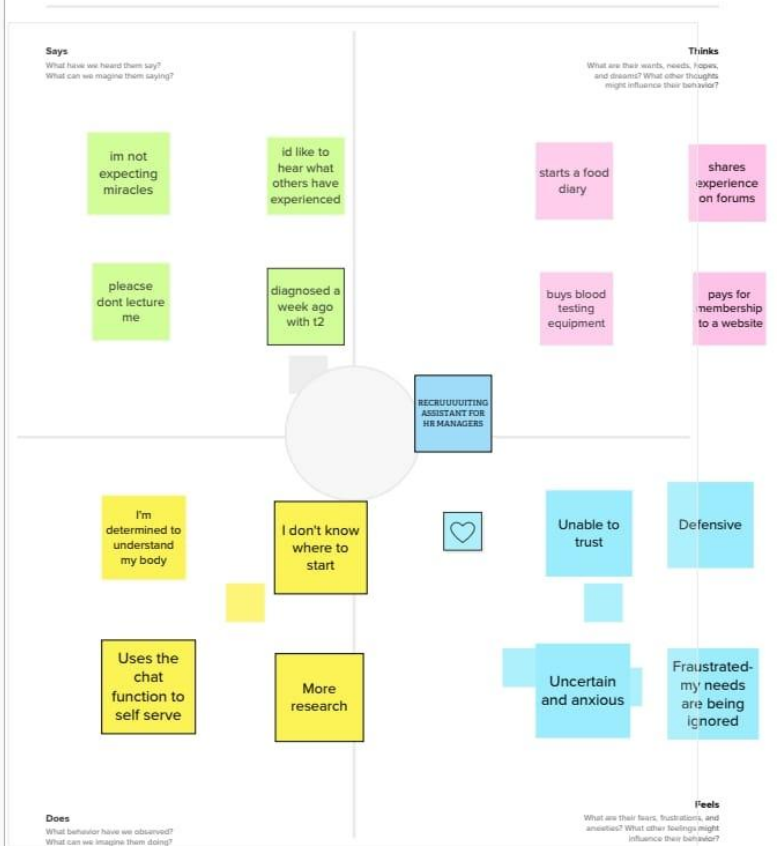 Says
What have we heard them say?
What can we magine them saying?
Thinks
What are their wants, needs, hopes,
and dreams? What other thoughts
might influence their behavior?
im not
expecting
miracles
id like to
hear what
others have
experienced
starts a food
diary
shares
experience
on forums
pleacse
dont lecture
me
diagnosed a
week ago
with t2
buys blood
testing
equipment
pays for
membership
to a website
RECRUUUUITING
ASSISTANT FOR
HR MANAGERS
I'm
determined to
understand
my body
I don't know
where to
start
Unable to
trust
Defensive
Uses the
chat
function to
self serve
More
research
Uncertain
and anxious
Fraustrated-
my needs
are being
ignored
Does
What behavior have we observed?
What can we imagine them doing?
Feels
What are their fears, frustrations, and
anxieties? What other feelings might
influence their behavior?